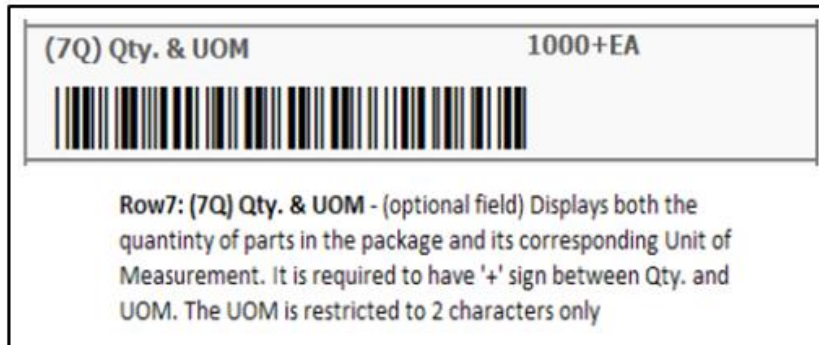 (7Q) Qty. & UOM 1000+EA
Row7: (7Q) Qty. & UOM - (optional field) Displays both the
quantinty of parts in the package and its corresponding Unit of
Measurement. It is required to have '+' sign between Qty. and
UOM. The UOM is restricted to 2 characters only